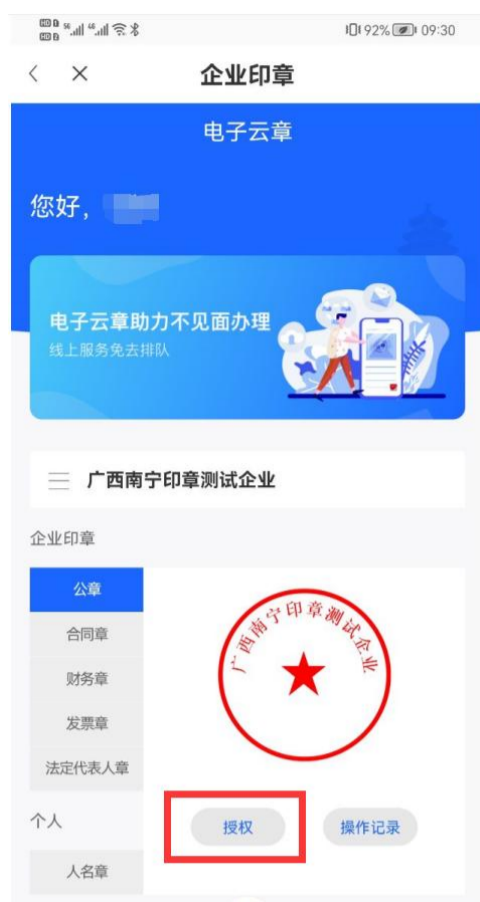 HD 5G 4G 92% 09:30
企业印章
电子云章
您好,
电子云章助力不见面办理
线上服务免去排队
广西南宁印章测试企业
企业印章
公章
合同章
财务章
发票章
法定代表人章
广西南宁印章测试企业
授权
操作记录
个人
人名章